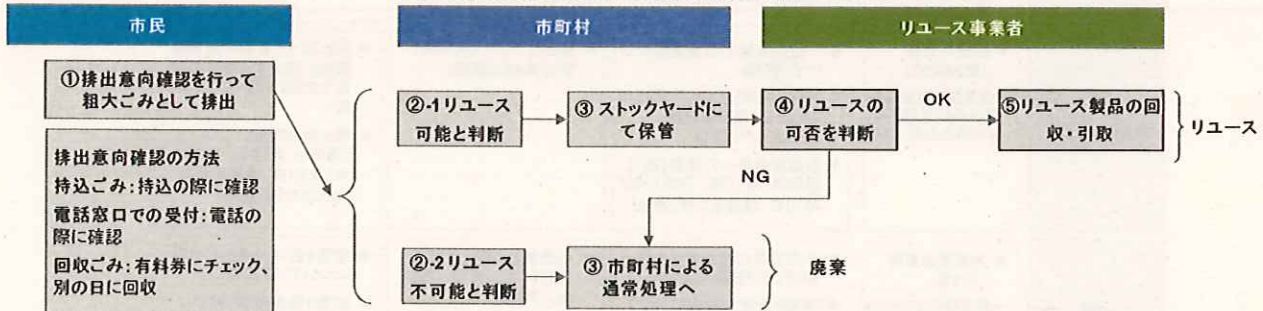 市民
市町村
リユース事業者
①排出意向確認を行って
粗大ごみとして排出
排出意向確認の方法
持込ごみ:持込の際に確認
電話窓口での受付:電話の
際に確認
回収ごみ:有料券にチェック、
別の日に回収
②-1リユース
可能と判断
③ストックヤードに
て保管
④リユースの
可否を判断
OK
⑤リユース製品の回
収・引取
リユース
NG
②-2リユース
不可能と判断
③市町村による
通常処理へ
廃棄